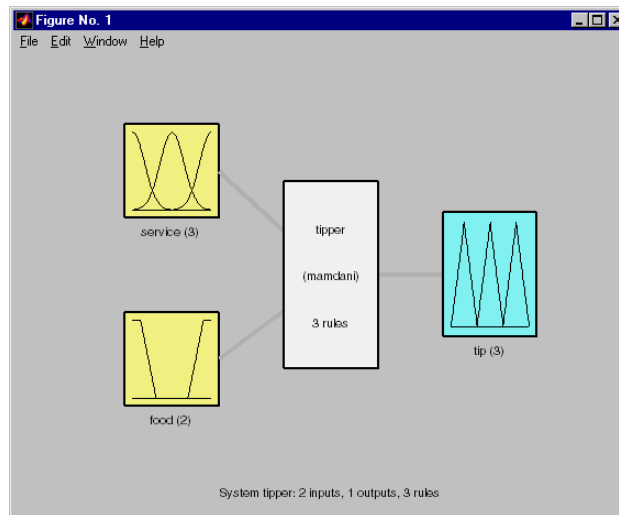 Figure No. 1
File Edit Window Help
service (3)
tipper
(mamdani)
3 rules
tip (3)
food (2)
System tipper: 2 inputs, 1 outputs, 3 rules